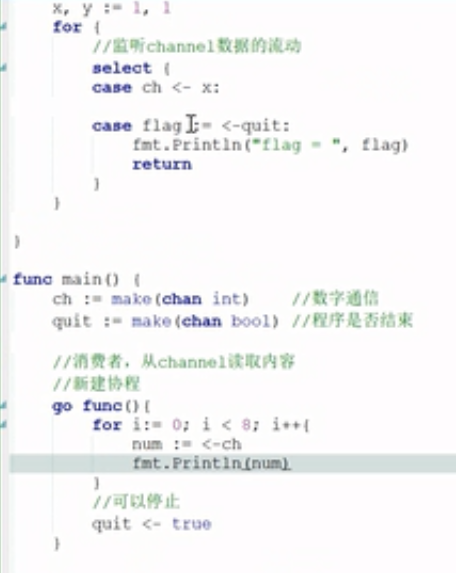 x, y := 1, 1
for {
//监听channel数据的流动
select {
case ch <- x:
case flag := <-quit:
fmt.Println("flag = ", flag)
return
}
}
}
func main() {
ch := make(chan int) //数字通信
quit := make(chan bool) //程序是否结束
//消费者，从channel读取内容
//新建协程
go func(){
for i:= 0; i < 8; i++{
num := <-ch
fmt.Println(num)
}
//可以停止
quit <- true
}